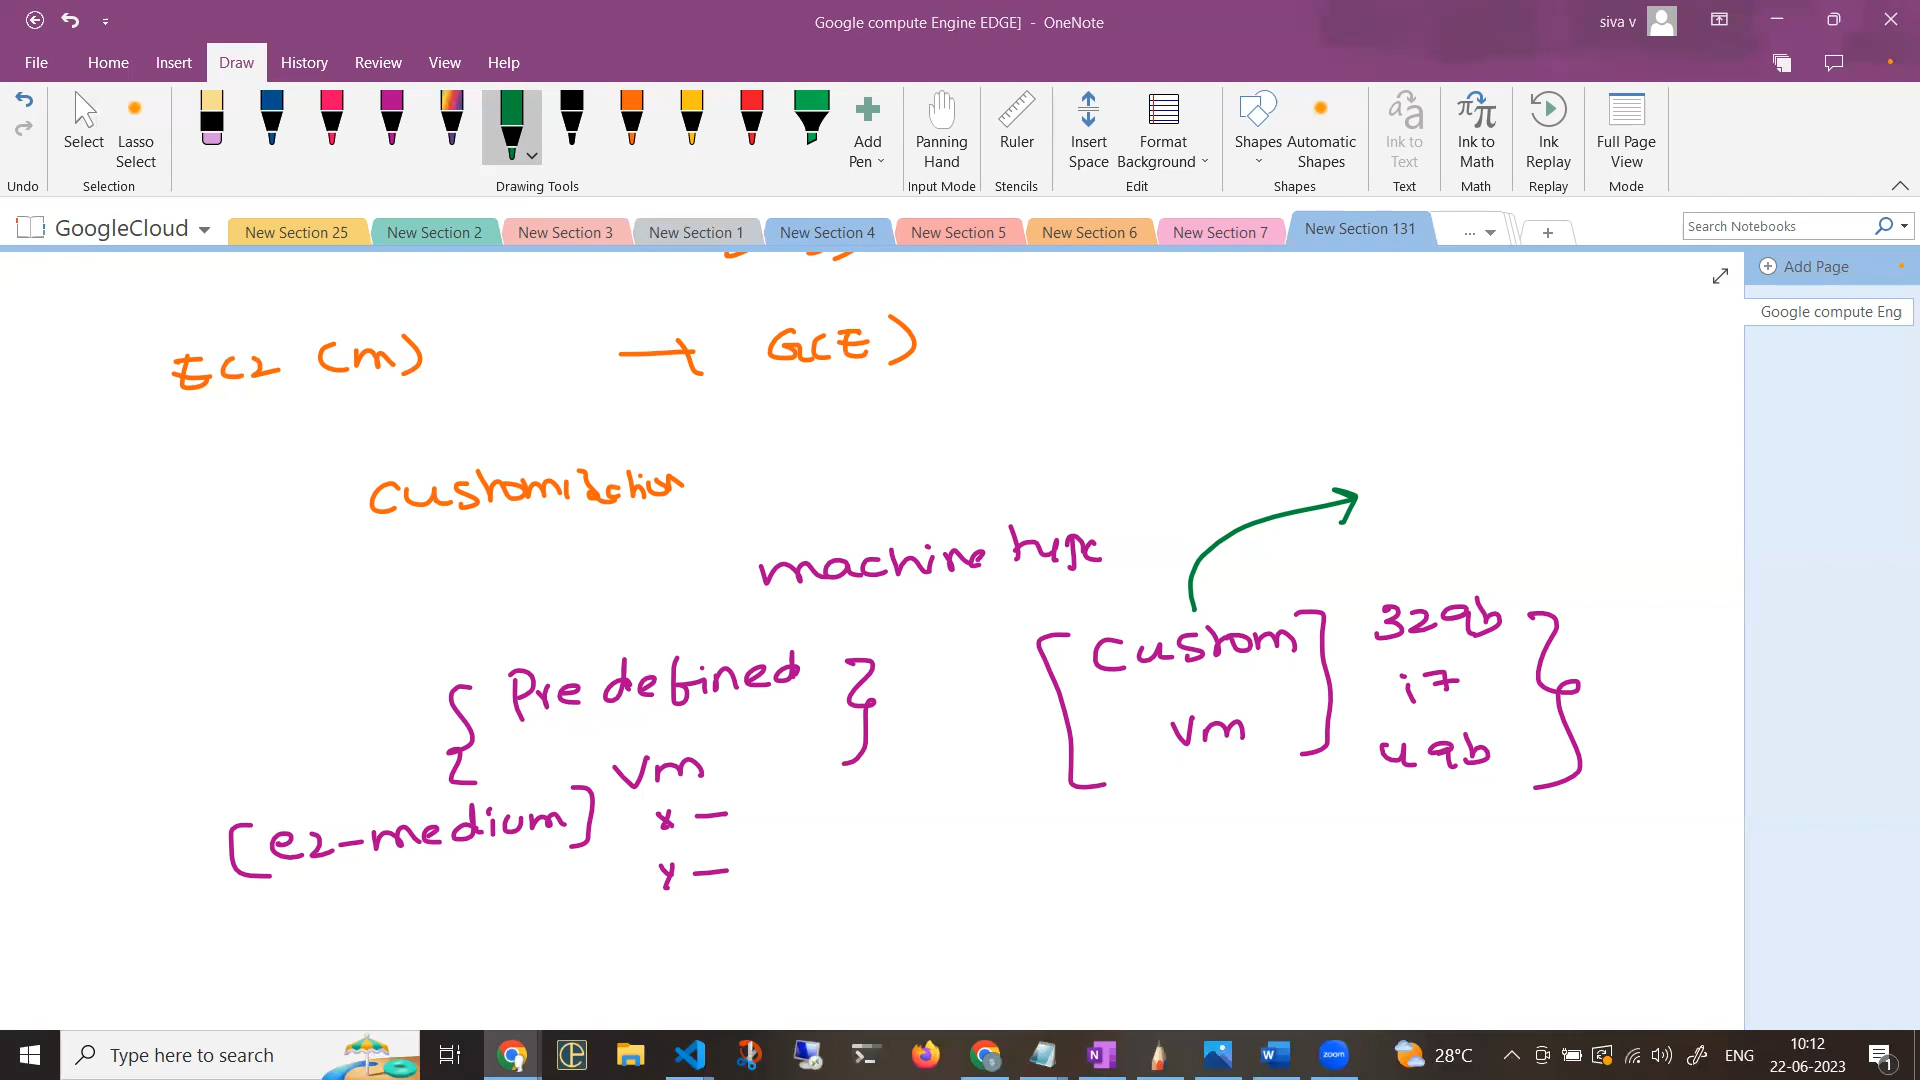 Google compute Engine EDGE] - OneNote
siva v
File Home Insert Draw History Review View Help
Select
Lasso Select
Add Pen
Panning Hand
Ruler
Insert Space
Format Background
Shapes
Automatic Shapes
Ink to Text
Ink to Math
Ink Replay
Full Page View
Undo Selection Drawing Tools Input Mode Stencils Edit Shapes Text Math Replay Mode
GoogleCloud
New Section 25 New Section 2 New Section 3 New Section 1 New Section 4 New Section 5 New Section 6 New Section 7 New Section 131 ...
Search Notebooks
Add Page
Google compute Eng
EC2 (m) → GCE)
customization
machine type
{ Predefined }
vm
[e2-medium]
x —
y —
[ custom
vm ]
32gb
i7
4gb }
Type here to search
zoom
28°C
ENG
10:12
22-06-2023
1